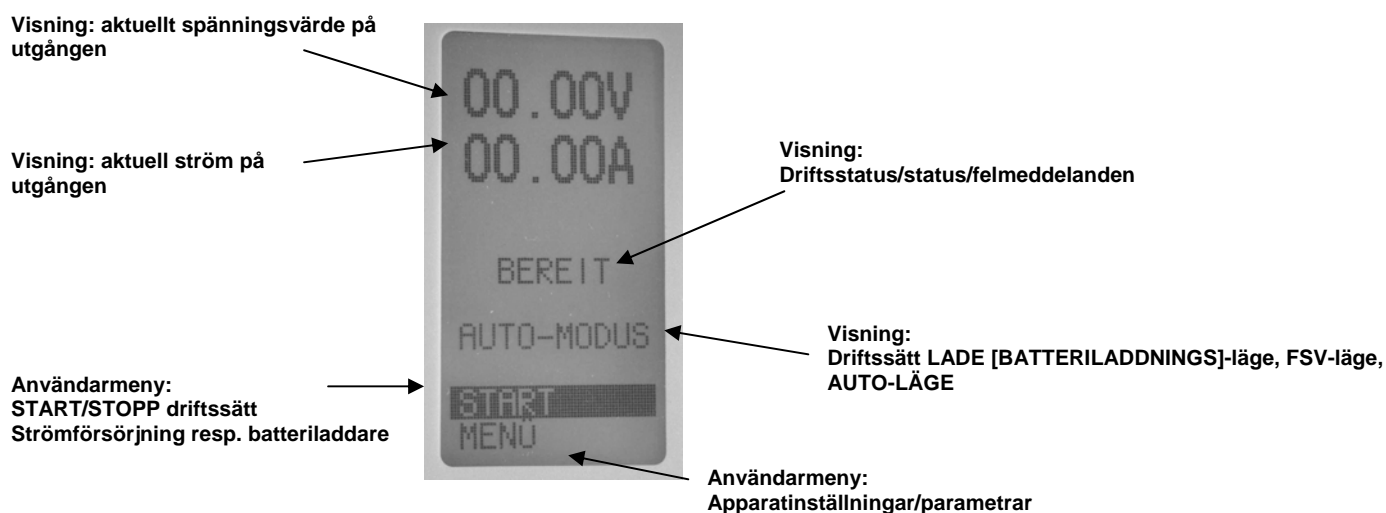 Visning: aktuellt spänningsvärde på
utgången
Visning: aktuell ström på
utgången
00.00V
00.00A
Visning:
Driftsstatus/status/felmeddelanden
BEREIT
AUTO-MODUS
Visning:
Driftssätt LADE [BATTERILADDNINGS]-läge, FSV-läge,
AUTO-LÄGE
Användarmeny:
START/STOPP driftssätt
Strömförsörjning resp. batteriladdare
START
MENÜ
Användarmeny:
Apparatinställningar/parametrar